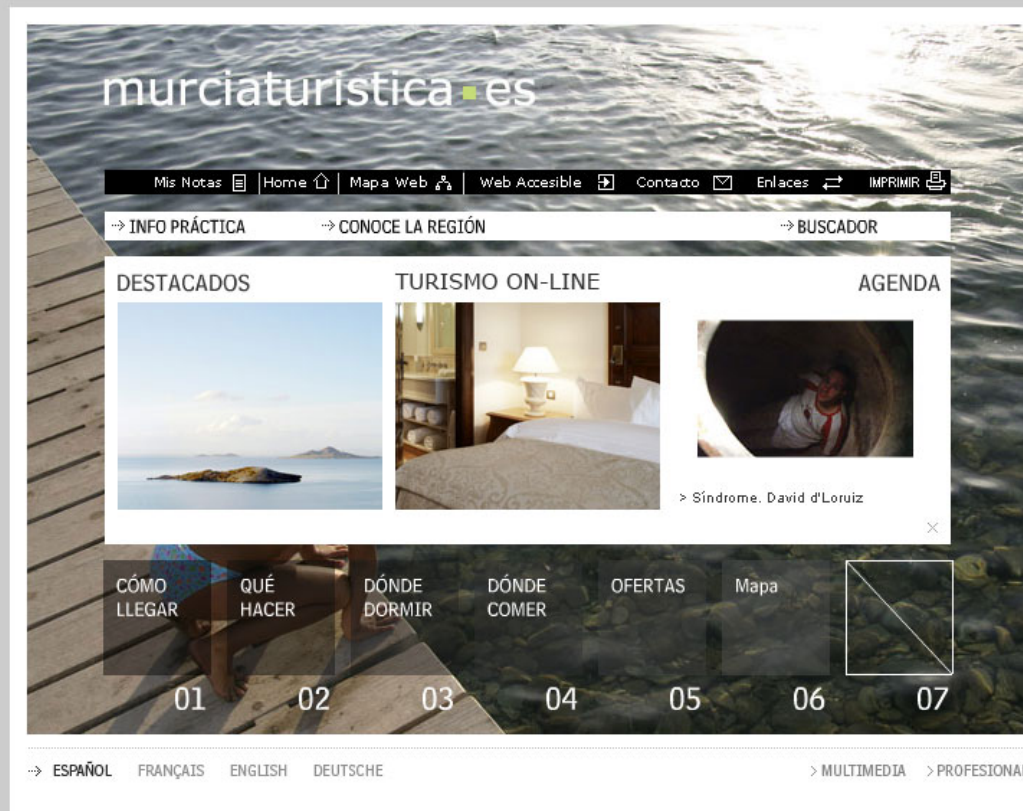 murciaturistica.es
Mis Notas | Home | Mapa Web | Web Accesible Contacto Enlaces IMPRIMIR
INFO PRÁCTICA CONOCE LA REGIÓN BUSCADOR
DESTACADOS TURISMO ON-LINE AGENDA
> Síndrome. David d'Loruiz
CÓMO LLEGAR
QUÉ HACER
DÓNDE DORMIR
DÓNDE COMER
OFERTAS
Mapa
01 02 03 04 05 06 07
ESPAÑOL FRANÇAIS ENGLISH DEUTSCHE > MULTIMEDIA > PROFESIONA